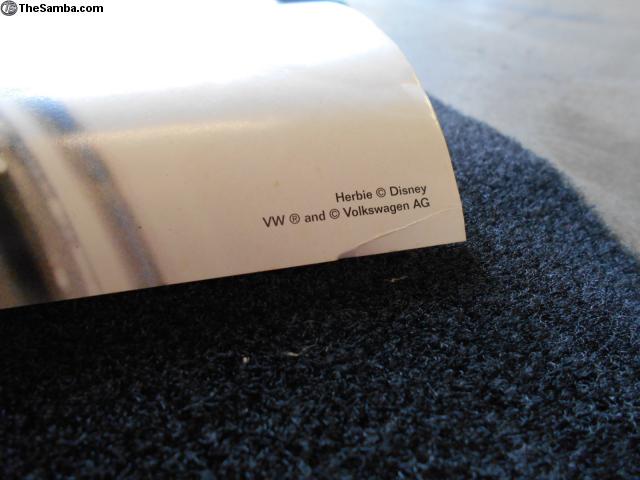 TheSamba.com
Herbie © Disney
VW ® and © Volkswagen AG